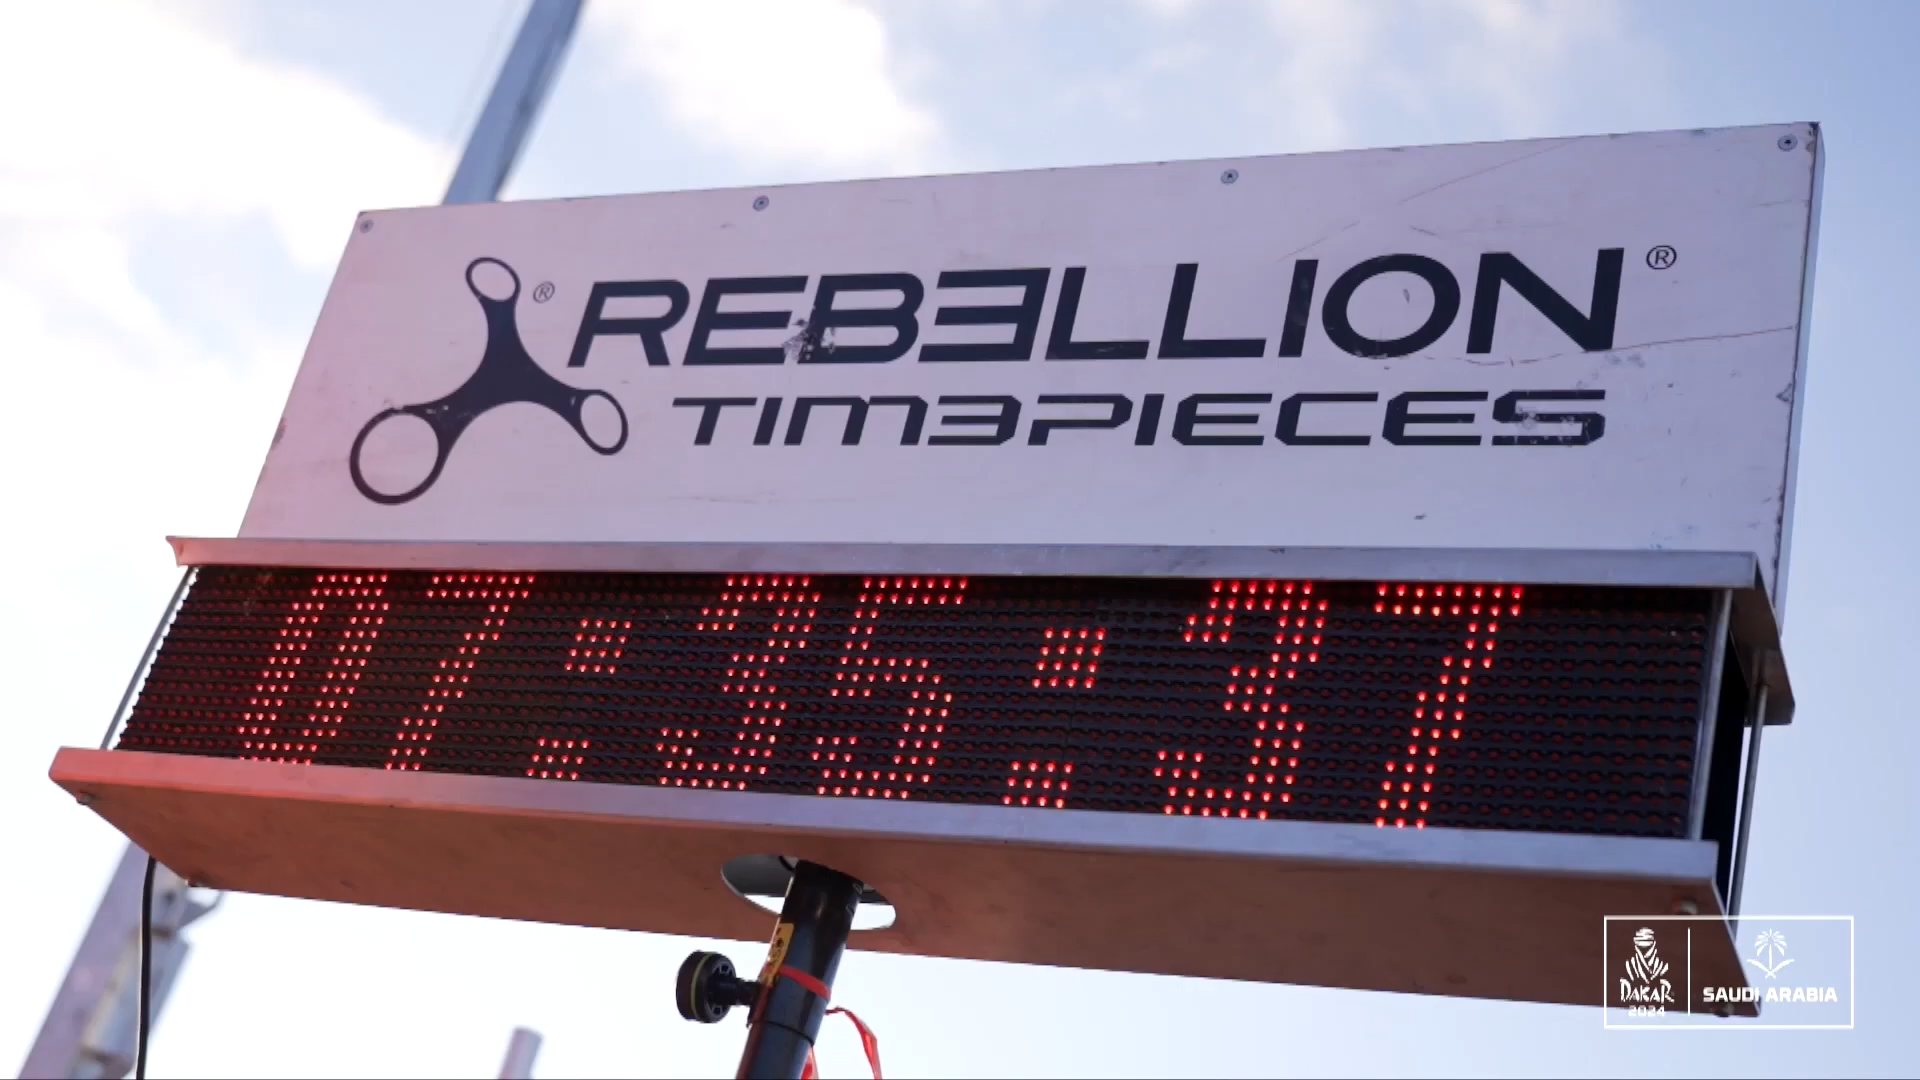 ® REBELLION ®
TIMEPIECES
07:35:37
DAKAR
2024
SAUDI ARABIA